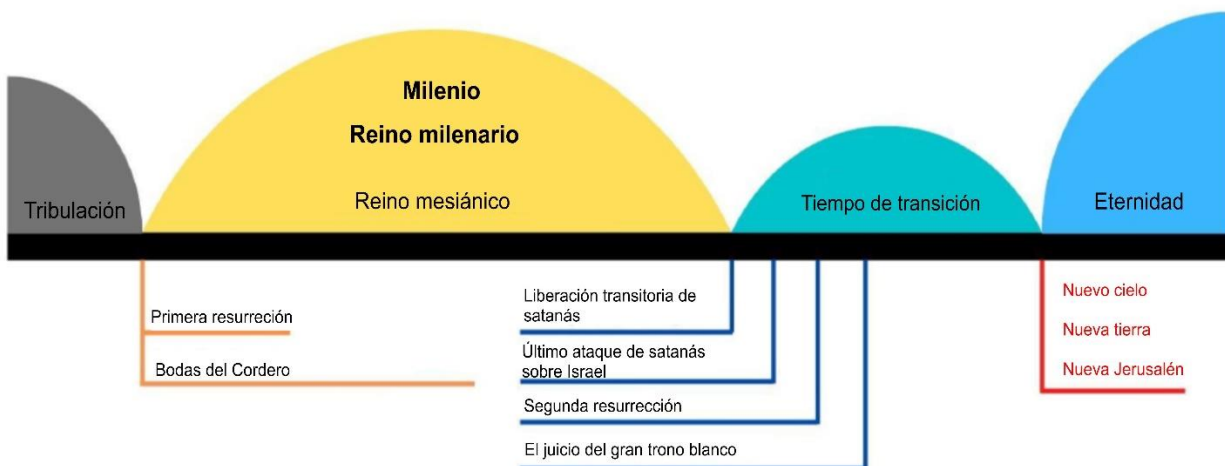 Milenio
Reino milenario
Tribulación
Reino mesiánico
Tiempo de transición
Eternidad
Primera resurreción
Bodas del Cordero
Liberación transitoria de
satanás
Último ataque de satanás
sobre Israel
Segunda resurrección
El juicio del gran trono blanco
Nuevo cielo
Nueva tierra
Nueva Jerusalén